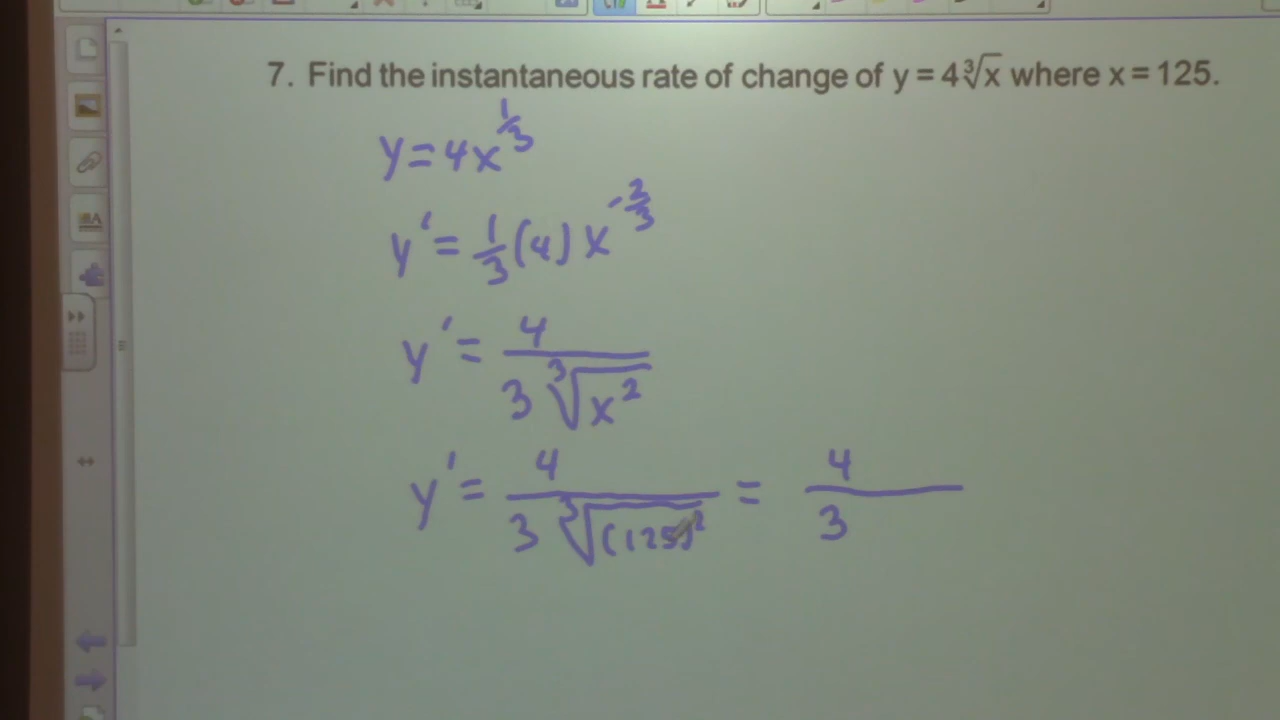 7. Find the instantaneous rate of change of y = 4∛x where x = 125.
y = 4x^(1/3)
y' = 1/3 (4) x^(-2/3)
y' = 4 / (3 ∛(x^2))
y' = 4 / (3 ∛((125)^2)) = 4 / 3